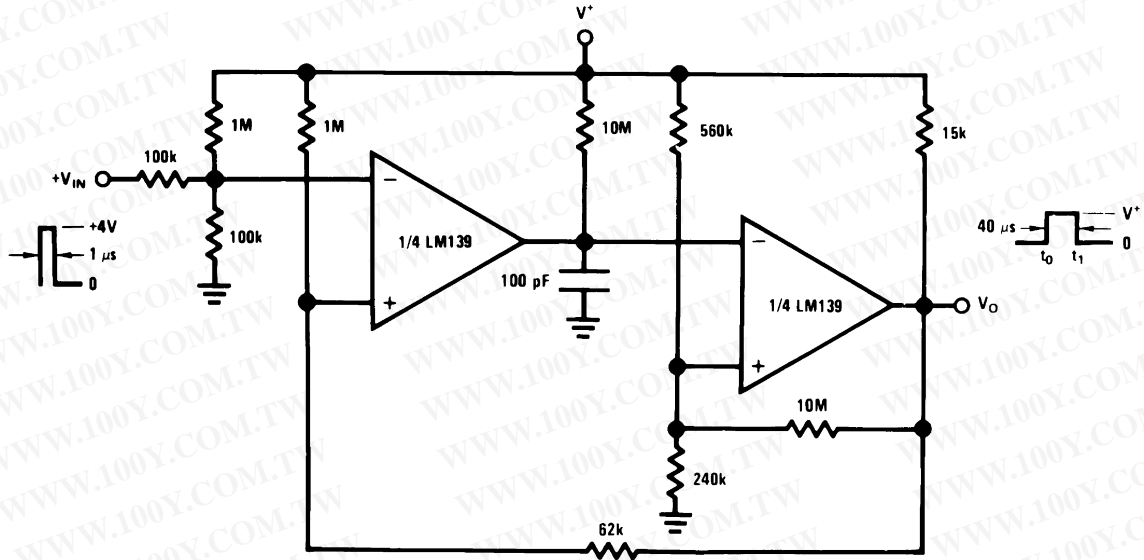 V+
1M
1M
10M
560k
15k
100k
+VIN
+4V
1 μs
0
100k
1/4 LM139
100 pF
1/4 LM139
40 μs
V+
0
t0
t1
VO
10M
240k
62k
WWW.100Y.COM.TW